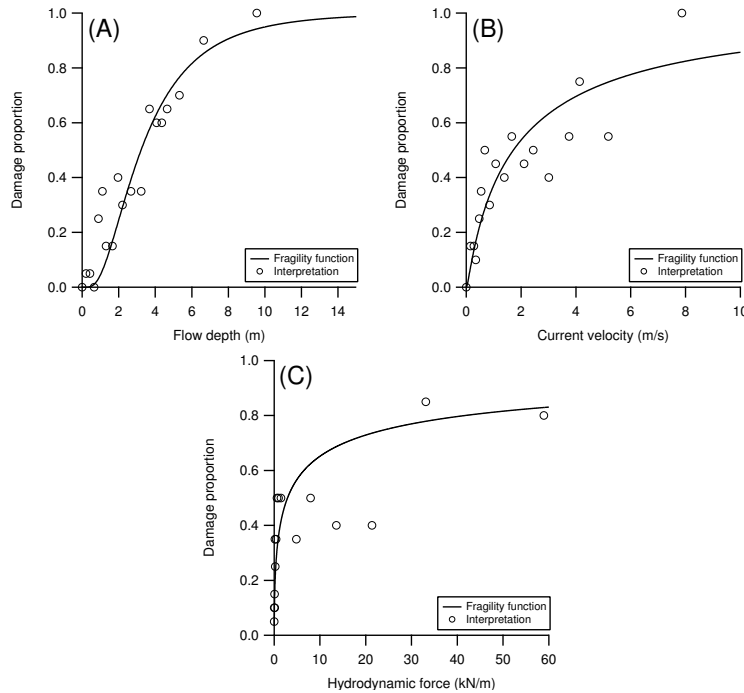 (A)
1.0
0.8
0.6
0.4
0.2
0.0
Damage proportion
0 2 4 6 8 10 12 14
Flow depth (m)
Fragility function
Interpretation
(B)
1.0
0.8
0.6
0.4
0.2
0.0
Damage proportion
0 2 4 6 8 10
Current velocity (m/s)
Fragility function
Interpretation
(C)
1.0
0.8
0.6
0.4
0.2
0.0
Damage proportion
0 10 20 30 40 50 60
Hydrodynamic force (kN/m)
Fragility function
Interpretation